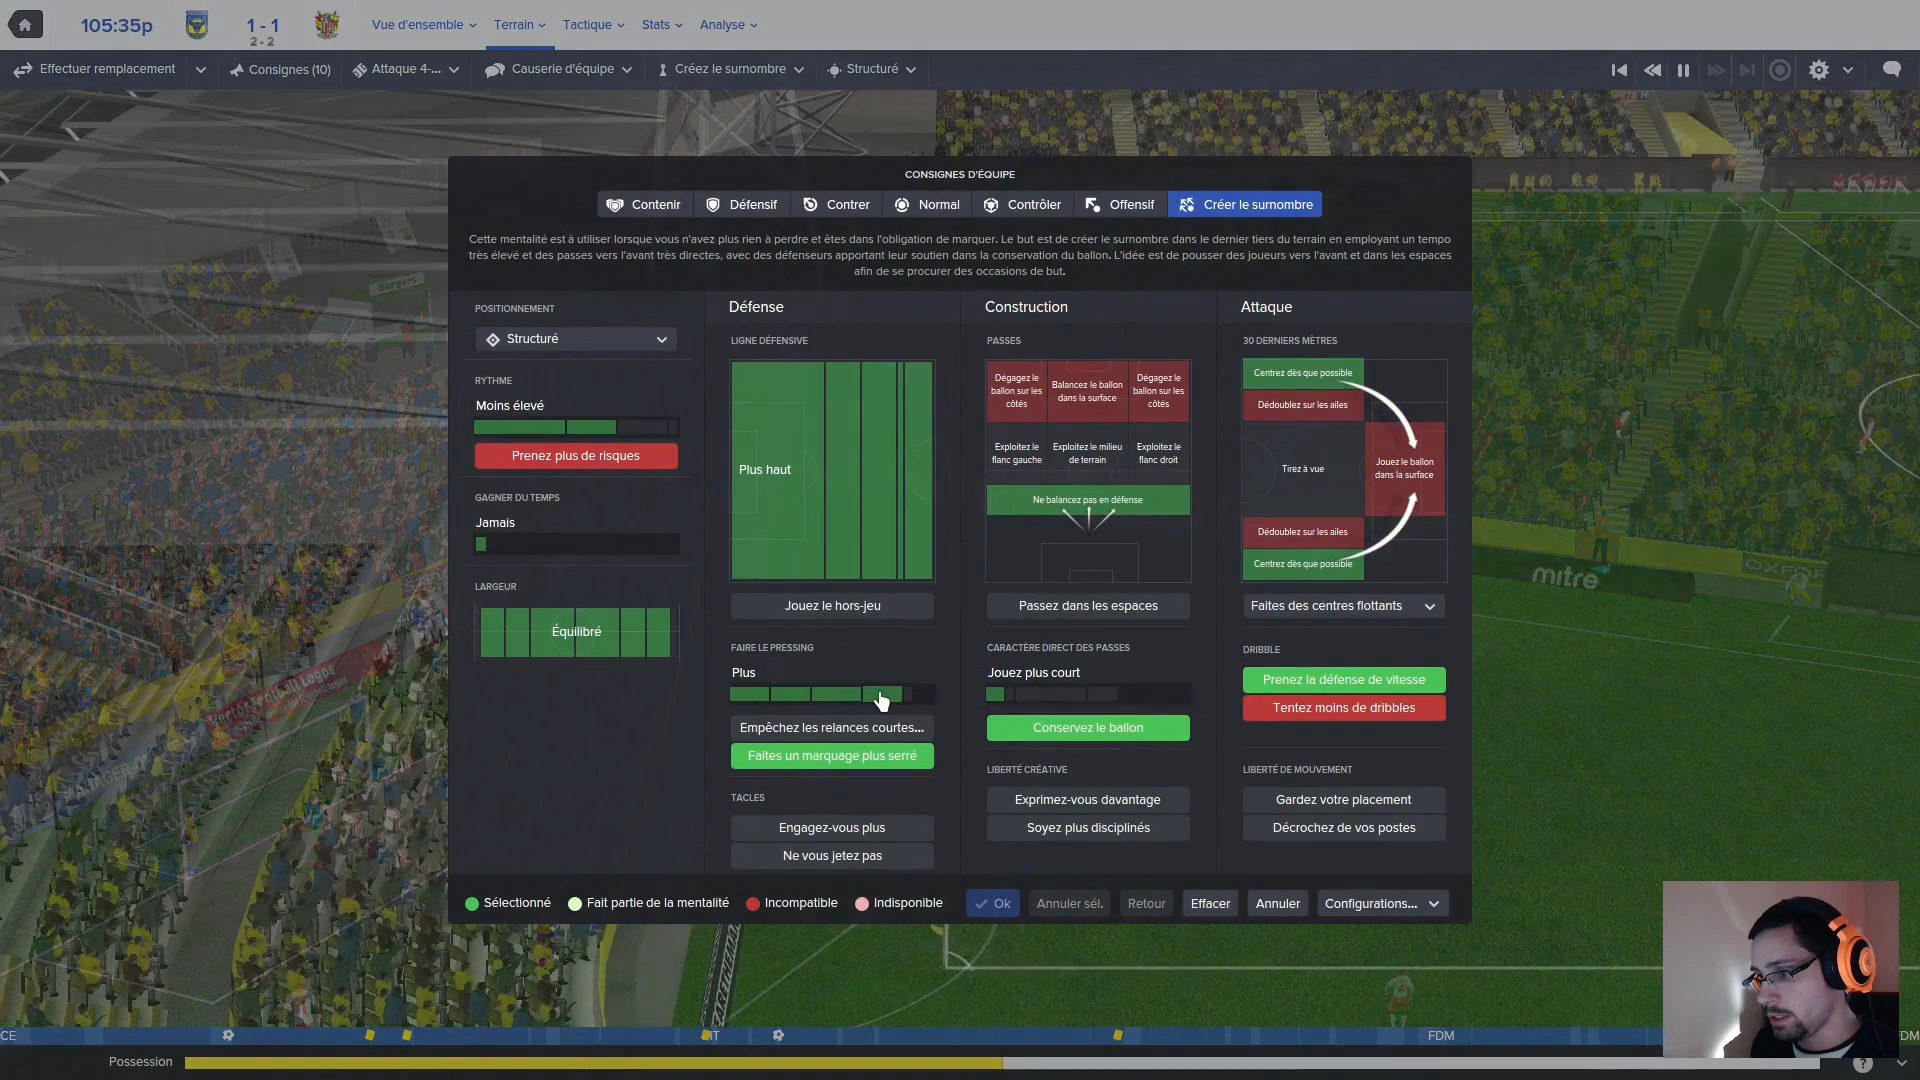 105:35p
1 - 1
2 - 2
Vue d'ensemble
Terrain
Tactique
Stats
Analyse
Effectuer remplacement
Consignes (10)
Attaque 4-...
Causerie d'équipe
Créez le surnombre
Structuré
CONSIGNES D'ÉQUIPE
Contenir
Défensif
Contrer
Normal
Contrôler
Offensif
Créer le surnombre
Cette mentalité est à utiliser lorsque vous n'avez plus rien à perdre et êtes dans l'obligation de marquer. Le but est de créer le surnombre dans le dernier tiers du terrain en employant un tempo
très élevé et des passes vers l'avant très directes, avec des défenseurs apportant leur soutien dans la conservation du ballon. L'idée est de pousser des joueurs vers l'avant et dans les espaces
afin de se procurer des occasions de but.
POSITIONNEMENT
Structuré
RYTHME
Moins élevé
Prenez plus de risques
GAGNER DU TEMPS
Jamais
LARGEUR
Équilibré
Défense
LIGNE DÉFENSIVE
Plus haut
Jouez le hors-jeu
FAIRE LE PRESSING
Plus
Empêchez les relances courtes...
Faites un marquage plus serré
TACLES
Engagez-vous plus
Ne vous jetez pas
Construction
PASSES
Dégagez le
ballon sur les
côtés
Balancez le ballon
dans la surface
Dégagez le
ballon sur les
côtés
Exploitez le
flanc gauche
Exploitez le milieu
de terrain
Exploitez le
flanc droit
Ne balancez pas en défense
Passez dans les espaces
CARACTÈRE DIRECT DES PASSES
Jouez plus court
Conservez le ballon
LIBERTÉ CRÉATIVE
Exprimez-vous davantage
Soyez plus disciplinés
Attaque
30 DERNIERS MÈTRES
Centrez dès que possible
Dédoublez sur les ailes
Tirez à vue
Jouez le ballon
dans la surface
Dédoublez sur les ailes
Centrez dès que possible
Faites des centres flottants
DRIBBLE
Prenez la défense de vitesse
Tentez moins de dribbles
LIBERTÉ DE MOUVEMENT
Gardez votre placement
Décrochez de vos postes
Sélectionné
Fait partie de la mentalité
Incompatible
Indisponible
Ok
Annuler sél.
Retour
Effacer
Annuler
Configurations...
mitre
OXFOR
Bergers
CE
FDM
Possession
?